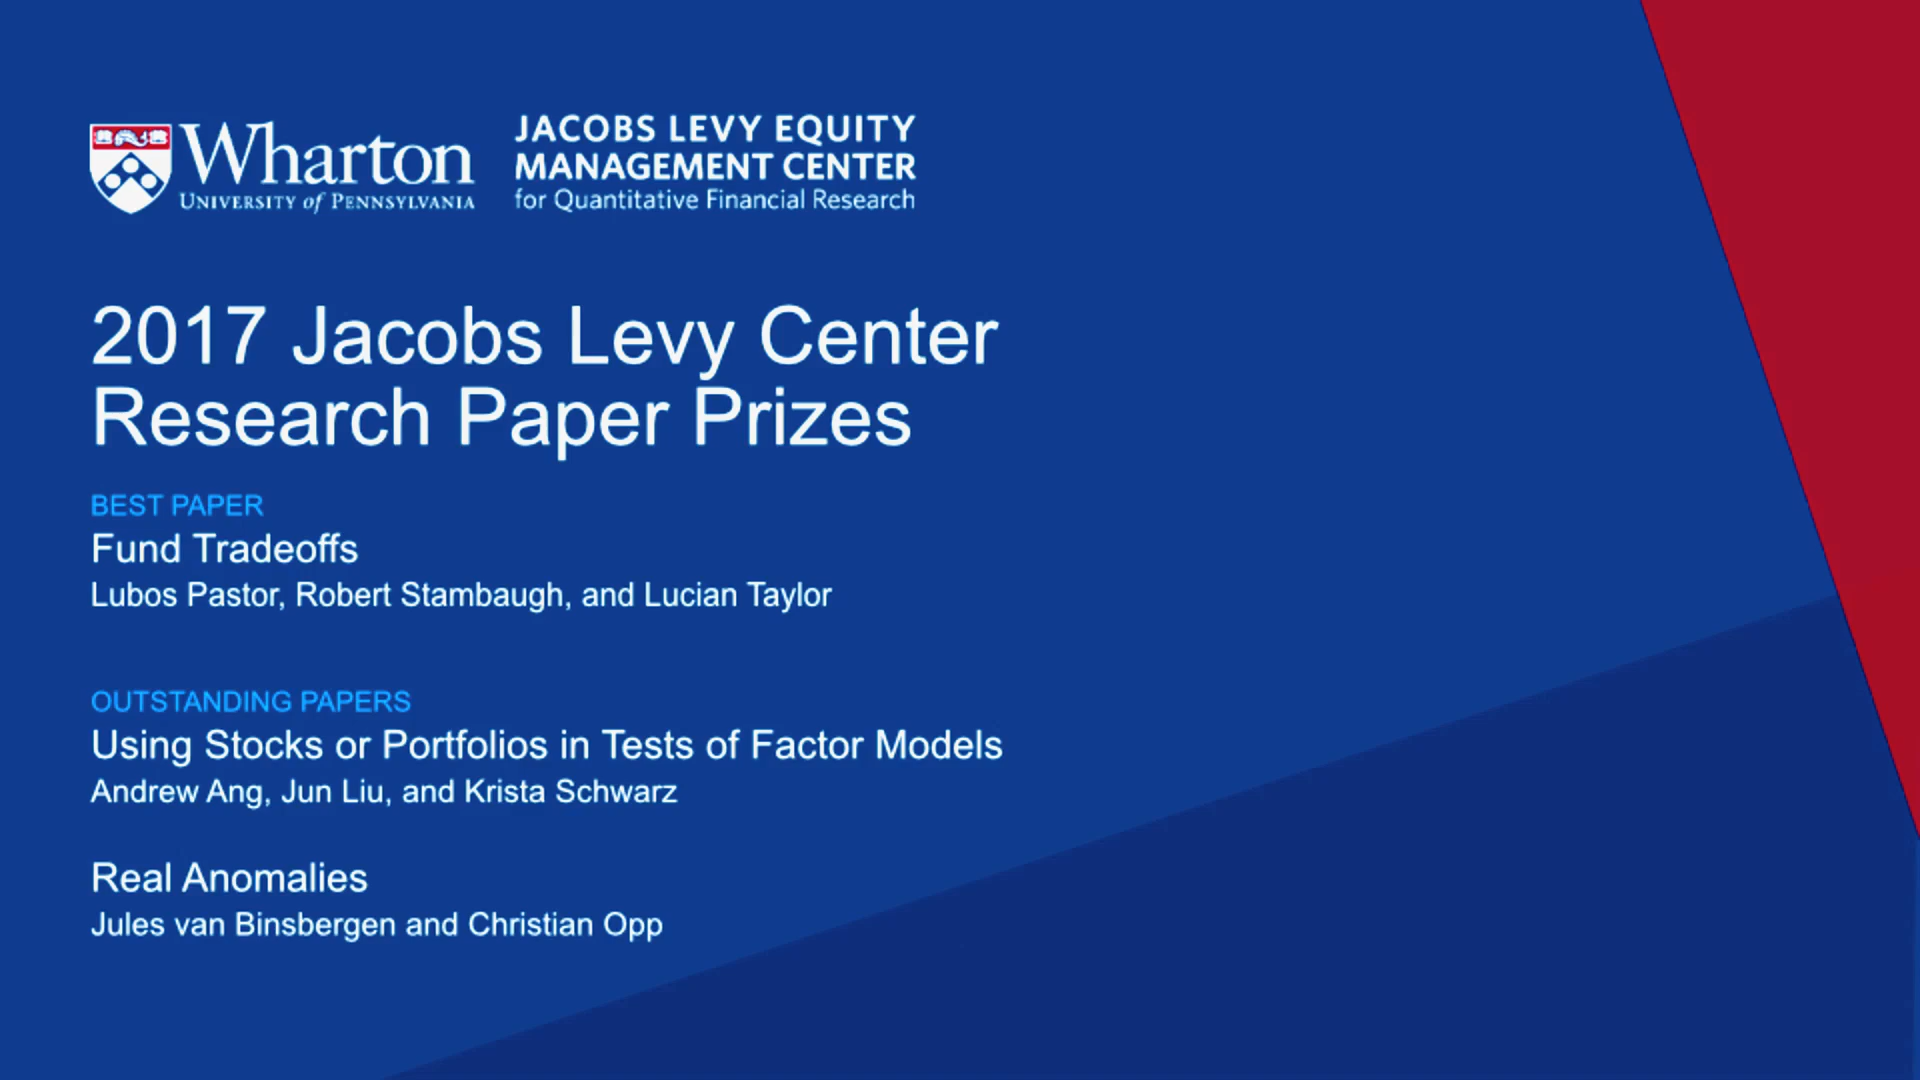 Wharton
UNIVERSITY of PENNSYLVANIA
JACOBS LEVY EQUITY
MANAGEMENT CENTER
for Quantitative Financial Research
2017 Jacobs Levy Center
Research Paper Prizes
BEST PAPER
Fund Tradeoffs
Lubos Pastor, Robert Stambaugh, and Lucian Taylor
OUTSTANDING PAPERS
Using Stocks or Portfolios in Tests of Factor Models
Andrew Ang, Jun Liu, and Krista Schwarz
Real Anomalies
Jules van Binsbergen and Christian Opp